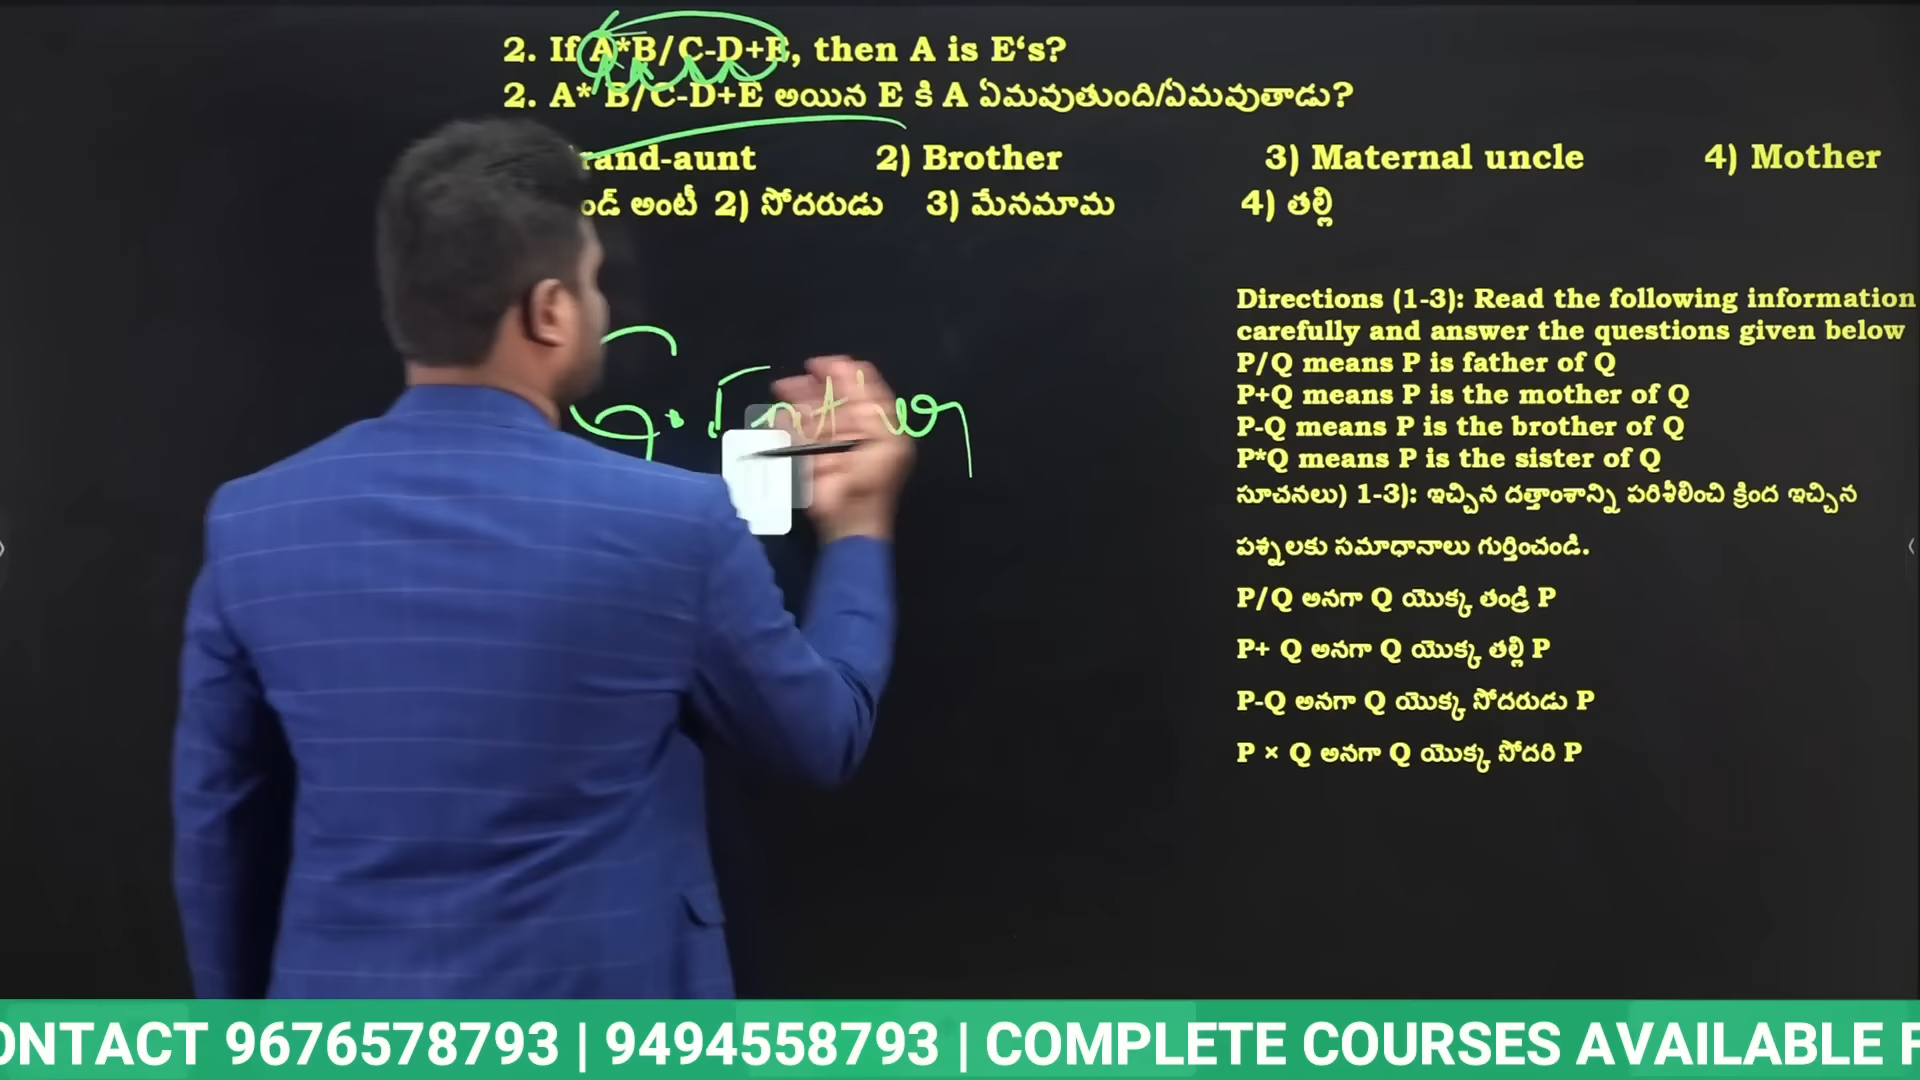 2. If A*B/C-D+E, then A is E‘s?
2. A* B/C-D+E అయిన E కి A ఏమవుతుంది/ఏమవుతాడు?
rand-aunt 2) Brother 3) Maternal uncle 4) Mother
ండ్ అంటీ 2) సోదరుడు 3) మేనమామ 4) తల్లి
Directions (1-3): Read the following information
carefully and answer the questions given below
P/Q means P is father of Q
P+Q means P is the mother of Q
P-Q means P is the brother of Q
P*Q means P is the sister of Q
సూచనలు) 1-3): ఇచ్చిన దత్తాంశాన్ని పరిశీలించి క్రింద ఇచ్చిన
పశ్నలకు సమాధానాలు గుర్తించండి.
P/Q అనగా Q యొక్క తండ్రి P
P+ Q అనగా Q యొక్క తల్లి P
P-Q అనగా Q యొక్క సోదరుడు P
P × Q అనగా Q యొక్క సోదరి P
ONTACT 9676578793 | 9494558793 | COMPLETE COURSES AVAILABLE F